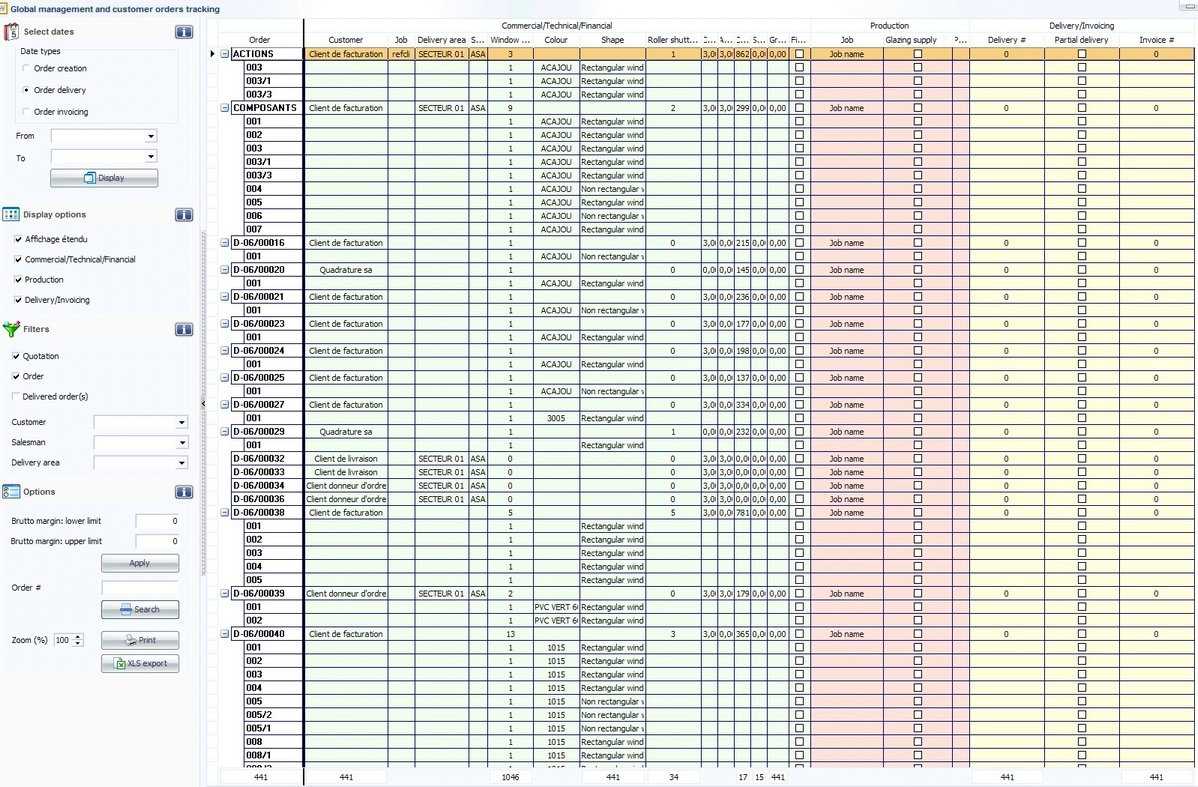 Global management and customer orders tracking
Select dates
Date types
Order creation
Order delivery
Order invoicing
From
To
Display
Display options
Affichage étendu
Commercial/Technical/Financial
Production
Delivery/Invoicing
Filters
Quotation
Order
Delivered order(s)
Customer
Salesman
Delivery area
Options
Brutto margin: lower limit 0
Brutto margin: upper limit 0
Apply
Order #
Search
Zoom (%) 100 Print
XLS export
Commercial/Technical/Financial Production Delivery/Invoicing
Order Customer Job Delivery area S... Window ... Colour Shape Roller shutt... Gr... Fi... Job Glazing supply P... Delivery # Partial delivery Invoice #
ACTIONS Client de facturation refcli SECTEUR 01 ASA 3 1 3,00 0,00 862 0,00 0,00 Job name 0 0
003 1 ACAJOU Rectangular wind
003/1 1 ACAJOU Rectangular wind
003/3 1 ACAJOU Rectangular wind
COMPOSANTS Client de facturation SECTEUR 01 ASA 9 2 3,00 0,00 299 0,00 0,00 Job name 0 0
001 1 ACAJOU Rectangular wind
002 1 ACAJOU Rectangular wind
003 1 ACAJOU Rectangular wind
003/1 1 ACAJOU Rectangular wind
003/3 1 ACAJOU Rectangular wind
004 1 ACAJOU Non rectangular w
005 1 ACAJOU Rectangular wind
006 1 ACAJOU Non rectangular w
007 1 ACAJOU Rectangular wind
D-06/00016 Client de facturation 1 0 3,00 0,00 215 0,00 0,00 Job name 0 0
001 1 ACAJOU Non rectangular w
D-06/00020 Quadrature sa 1 0 0,00 0,00 145 0,00 0,00 Job name 0 0
001 1 ACAJOU Rectangular wind
D-06/00021 Client de facturation 1 0 3,00 0,00 236 0,00 0,00 Job name 0 0
001 1 ACAJOU Non rectangular w
D-06/00023 Client de facturation 1 0 3,00 0,00 177 0,00 0,00 Job name 0 0
001 1 ACAJOU Rectangular wind
D-06/00024 Client de facturation 1 0 3,00 0,00 198 0,00 0,00 Job name 0 0
001 1 ACAJOU Rectangular wind
D-06/00025 Client de facturation 1 0 3,00 0,00 137 0,00 0,00 Job name 0 0
001 1 ACAJOU Non rectangular w
D-06/00027 Client de facturation 1 0 3,00 0,00 334 0,00 0,00 Job name 0 0
001 1 3005 Rectangular wind
D-06/00029 Quadrature sa 1 1 0,00 0,00 232 0,00 0,00 Job name 0 0
001 1 Rectangular wind
D-06/00032 Client de livraison SECTEUR 01 ASA 0 0 3,00 3,00 0,00 0,00 0,00 Job name 0 0
D-06/00033 Client de livraison SECTEUR 01 ASA 0 0 3,00 3,00 0,00 0,00 0,00 Job name 0 0
D-06/00034 Client donneur d'ordre SECTEUR 01 ASA 0 0 3,00 3,00 0,00 0,00 0,00 Job name 0 0
D-06/00036 Client donneur d'ordre SECTEUR 01 ASA 0 0 3,00 3,00 0,00 0,00 0,00 Job name 0 0
D-06/00038 Client de facturation 5 5 3,00 0,00 781 0,00 0,00 Job name 0 0
001 1 Rectangular wind
002 1 Rectangular wind
003 1 Rectangular wind
004 1 Rectangular wind
005 1 Rectangular wind
D-06/00039 Client donneur d'ordre SECTEUR 01 ASA 2 0 3,00 3,00 179 0,00 0,00 Job name 0 0
001 1 PVC VERT 6 Rectangular wind
002 1 PVC VERT 6 Rectangular wind
D-06/00040 Client de facturation 13 3 3,00 0,00 365 0,00 0,00 Job name 0 0
001 1 1015 Rectangular wind
002 1 1015 Rectangular wind
003 1 1015 Rectangular wind
004 1 1015 Rectangular wind
005 1 1015 Non rectangular w
005/2 1 1015 Non rectangular w
005/1 1 1015 Non rectangular w
008 1 1015 Rectangular wind
008/1 1 1015 Rectangular wind
441 441 1046 441 34 17 15 441 441 441